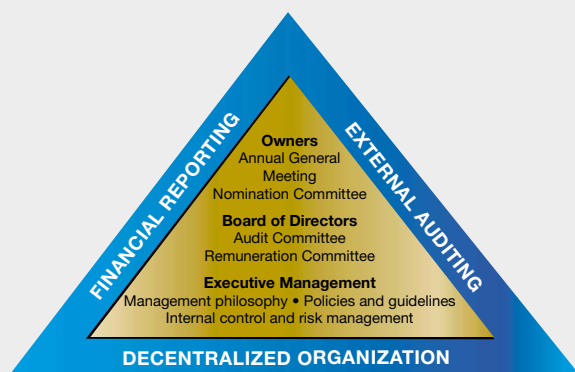 FINANCIAL REPORTING
EXTERNAL AUDITING
Owners
Annual General
Meeting
Nomination Committee
Board of Directors
Audit Committee
Remuneration Committee
Executive Management
Management philosophy • Policies and guidelines
Internal control and risk management
DECENTRALIZED ORGANIZATION